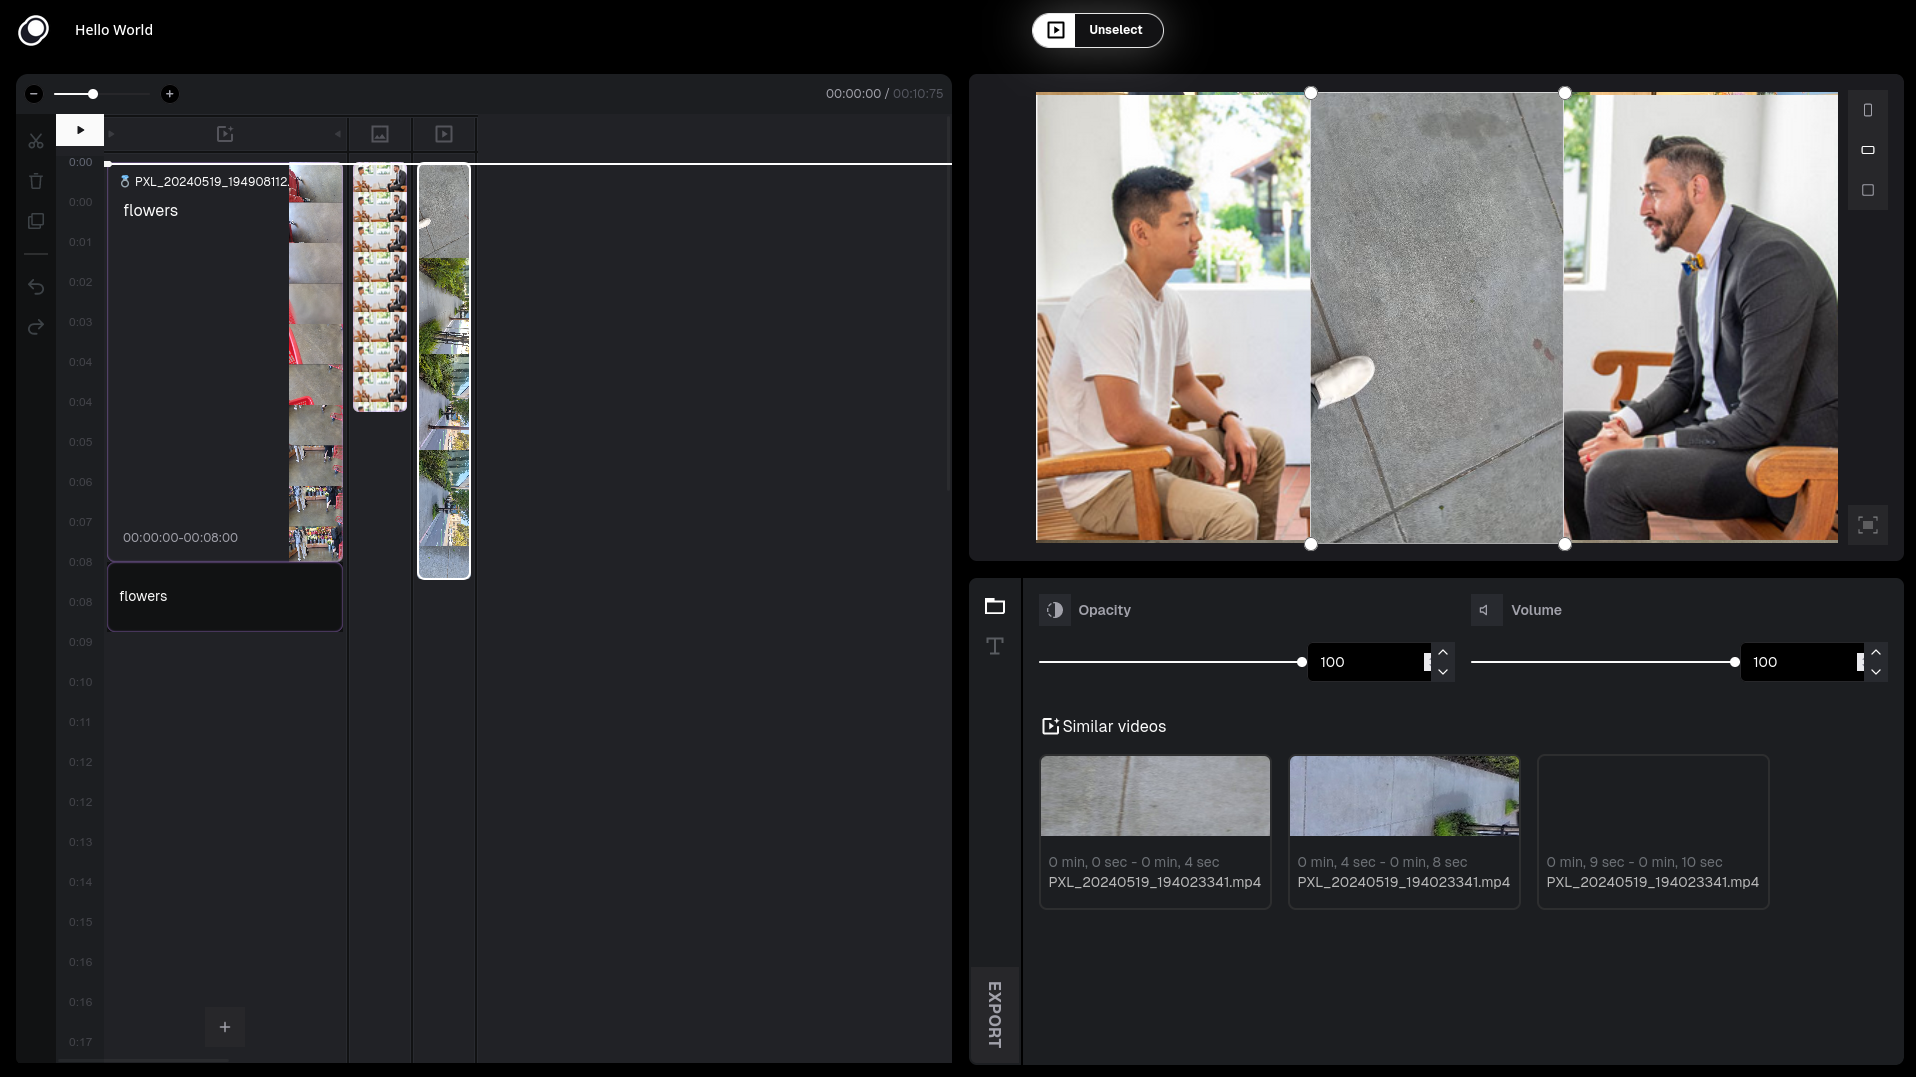 Hello World
Unselect
00:00:00 / 00:10:75
0:00
PXL_20240519_194908112.
flowers
0:00
0:01
0:02
0:03
0:04
0:04
0:05
0:06
0:07
00:00:00-00:08:00
0:08
flowers
0:08
0:09
0:10
0:11
0:12
0:12
0:13
0:14
0:15
0:16
0:16
0:17
Opacity
Volume
100
100
Similar videos
0 min, 0 sec - 0 min, 4 sec
PXL_20240519_194023341.mp4
0 min, 4 sec - 0 min, 8 sec
PXL_20240519_194023341.mp4
0 min, 9 sec - 0 min, 10 sec
PXL_20240519_194023341.mp4
EXPORT